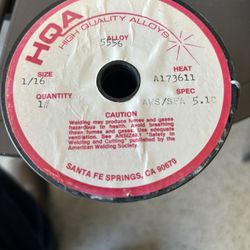 HQA
HIGH QUALITY ALLOYS
ALLOY
5556
SIZE
1/16
HEAT
A173611
QUANTITY
1#
SPEC
AWS/SFA 5.10
CAUTION
Welding may produce fumes and gases
hazardous to health. Avoid breathing
these fumes and gases. Use adequate
ventilation. See ANSIZ49.1 "Safety in
Welding and Cutting" published by the
American Welding Society.
SANTA FE SPRINGS, CA 90670